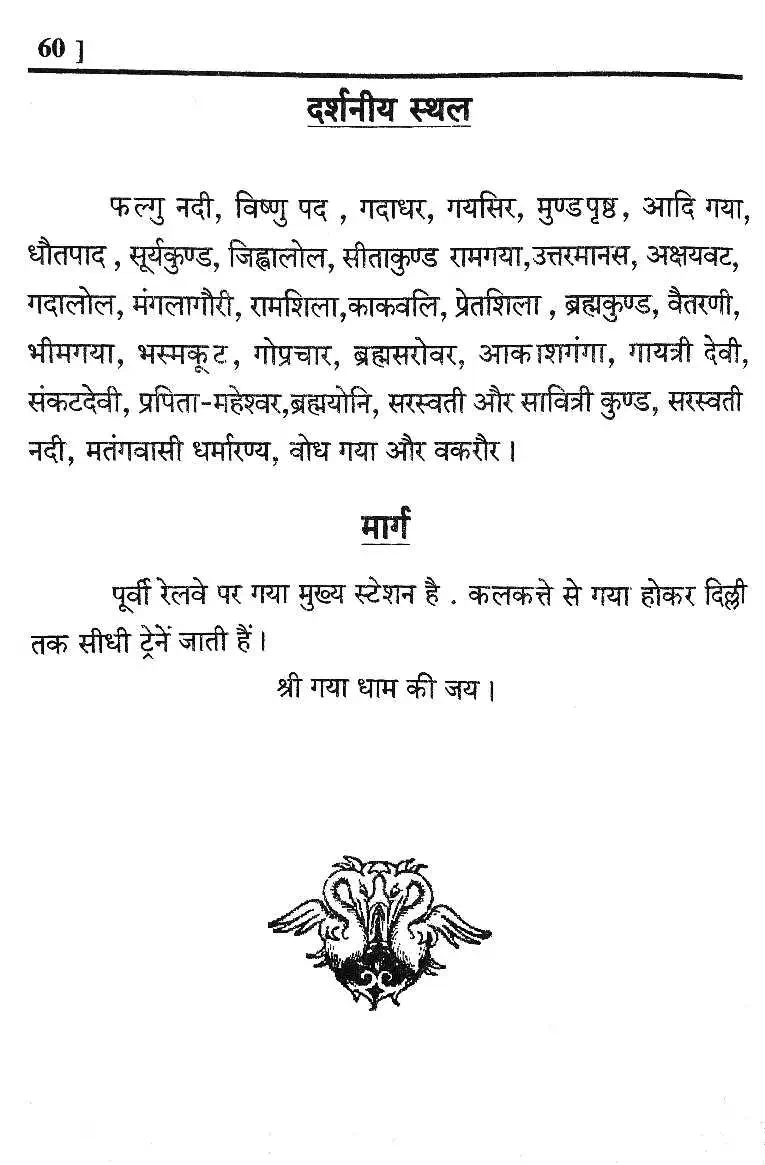 60 ]
दर्शनीय स्थल
फल्गु नदी, विष्णु पद , गदाधर, गयसिर, मुण्डपृष्ठ, आदि गया,
धौतपाद , सूर्यकुण्ड, जिह्वालोल, सीताकुण्ड रामगया,उत्तरमानस, अक्षयवट,
गदालोल, मंगलागौरी, रामशिला,काकवलि, प्रेतशिला , ब्रह्मकुण्ड, वैतरणी,
भीमगया, भस्मकूट, गोप्रचार, ब्रह्मसरोवर, आकाशगंगा, गायत्री देवी,
संकटदेवी, प्रपिता-महेश्वर,ब्रह्मयोनि, सरस्वती और सावित्री कुण्ड, सरस्वती
नदी, मतंगवासी धर्मारण्य, वोध गया और वकरौर ।
मार्ग
पूर्वी रेलवे पर गया मुख्य स्टेशन है . कलकत्ते से गया होकर दिल्ली
तक सीधी ट्रेनें जाती हैं।
श्री गया धाम की जय ।